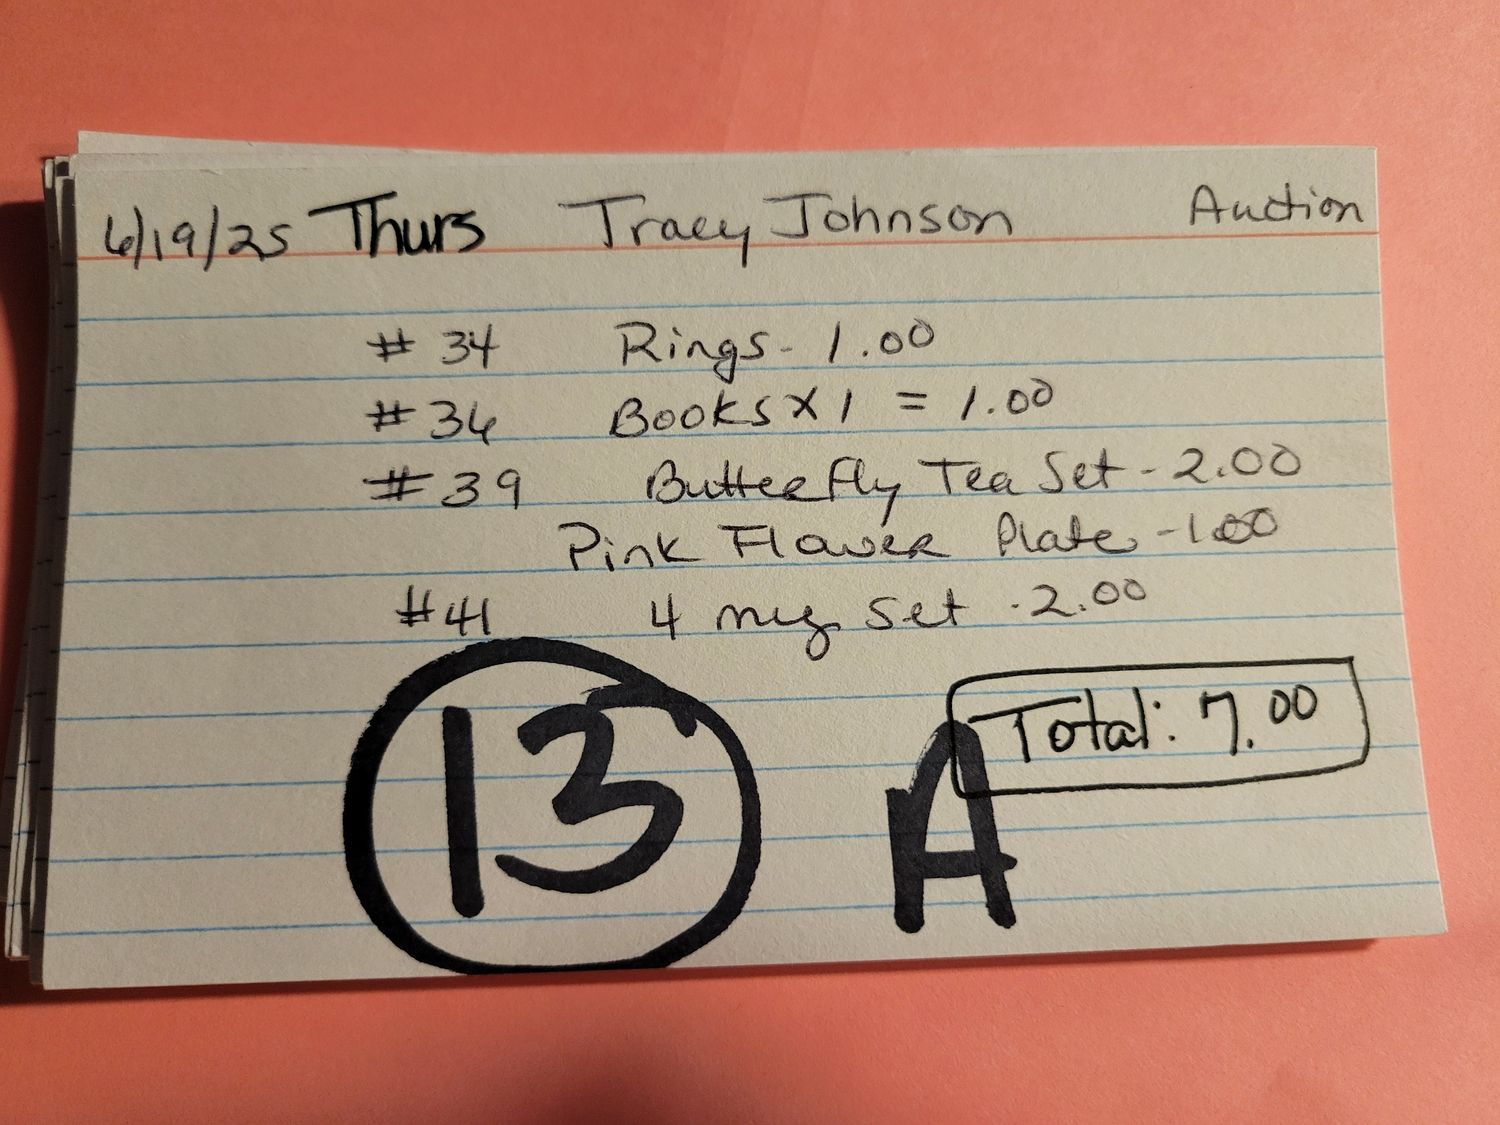 6/19/25 Thurs Tracy Johnson Auction
# 34 Rings - 1.00
# 36 Books x 1 = 1.00
# 39 Butterfly Tea Set - 2.00
Pink Flower Plate - 1.00
#41 4 mug set - 2.00
Total: 7.00
13 A